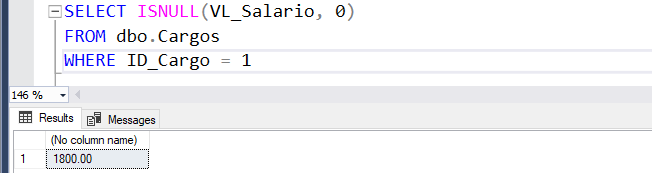 SELECT ISNULL(VL_Salario, 0)
FROM dbo.Cargos
WHERE ID_Cargo = 1
146 %
Results Messages
(No column name)
1 1800.00